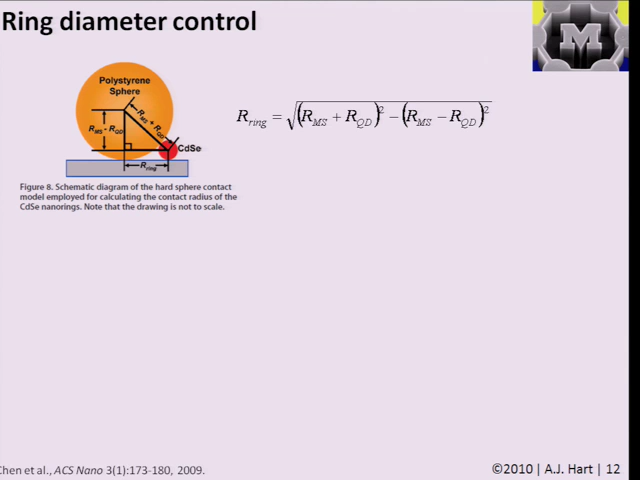 Ring diameter control
Polystyrene
Sphere
R_MS + R_QD
R_MS - R_QD
CdSe
R_ring
R_ring = √((R_MS + R_QD)² − (R_MS − R_QD)²)
Figure 8. Schematic diagram of the hard sphere contact
model employed for calculating the contact radius of the
CdSe nanorings. Note that the drawing is not to scale.
M
Chen et al., ACS Nano 3(1):173-180, 2009.
©2010 | A.J. Hart | 12